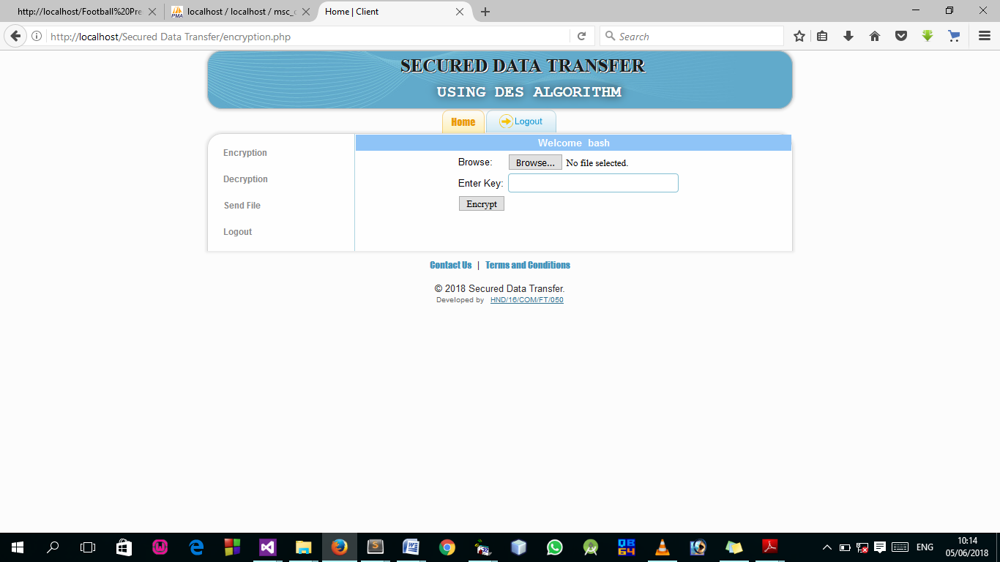 http://localhost/Football%20Pre
localhost / localhost / msc_c
Home | Client
http://localhost/Secured Data Transfer/encryption.php
Search
SECURED DATA TRANSFER
USING DES ALGORITHM
Home
Logout
Welcome bash
Encryption
Decryption
Send File
Logout
Browse:
Browse...
No file selected.
Enter Key:
Encrypt
Contact Us | Terms and Conditions
© 2018 Secured Data Transfer.
Developed by HND/16/COM/FT/050
ENG
10:14
05/06/2018